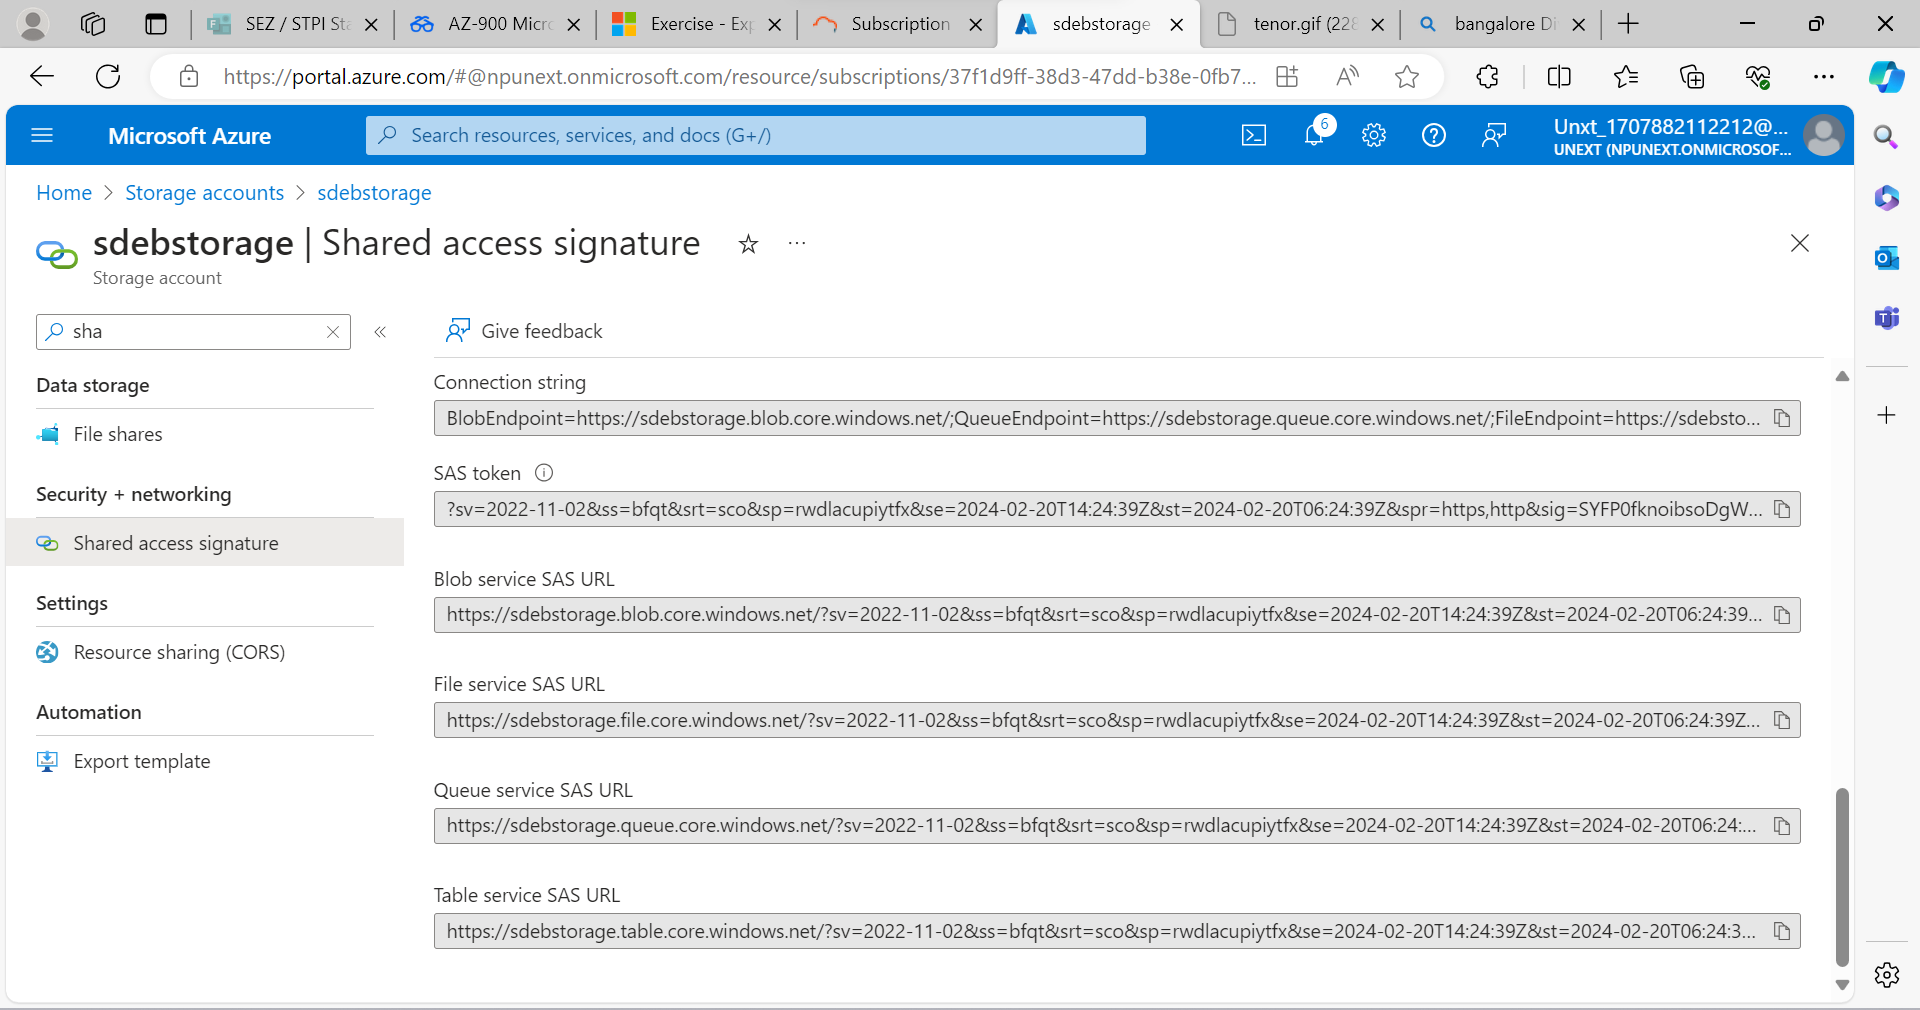 SEZ / STPI Sta
AZ-900 Micro
Exercise - Exp
Subscription
sdebstorage
tenor.gif (228
bangalore Di
https://portal.azure.com/#@npunext.onmicrosoft.com/resource/subscriptions/37f1d9ff-38d3-47dd-b38e-0fb7...
Microsoft Azure
Search resources, services, and docs (G+/)
6
Unxt_1707882112212@...
UNEXT (NPUNEXT.ONMICROSOF...
Home > Storage accounts > sdebstorage
sdebstorage | Shared access signature
Storage account
sha
Give feedback
Data storage
File shares
Security + networking
Shared access signature
Settings
Resource sharing (CORS)
Automation
Export template
Connection string
BlobEndpoint=https://sdebstorage.blob.core.windows.net/;QueueEndpoint=https://sdebstorage.queue.core.windows.net/;FileEndpoint=https://sdebsto...
SAS token
?sv=2022-11-02&ss=bfqt&srt=sco&sp=rwdlacupiytfx&se=2024-02-20T14:24:39Z&st=2024-02-20T06:24:39Z&spr=https,http&sig=SYFP0fknoibsoDgW...
Blob service SAS URL
https://sdebstorage.blob.core.windows.net/?sv=2022-11-02&ss=bfqt&srt=sco&sp=rwdlacupiytfx&se=2024-02-20T14:24:39Z&st=2024-02-20T06:24:39...
File service SAS URL
https://sdebstorage.file.core.windows.net/?sv=2022-11-02&ss=bfqt&srt=sco&sp=rwdlacupiytfx&se=2024-02-20T14:24:39Z&st=2024-02-20T06:24:39Z...
Queue service SAS URL
https://sdebstorage.queue.core.windows.net/?sv=2022-11-02&ss=bfqt&srt=sco&sp=rwdlacupiytfx&se=2024-02-20T14:24:39Z&st=2024-02-20T06:24:...
Table service SAS URL
https://sdebstorage.table.core.windows.net/?sv=2022-11-02&ss=bfqt&srt=sco&sp=rwdlacupiytfx&se=2024-02-20T14:24:39Z&st=2024-02-20T06:24:3...